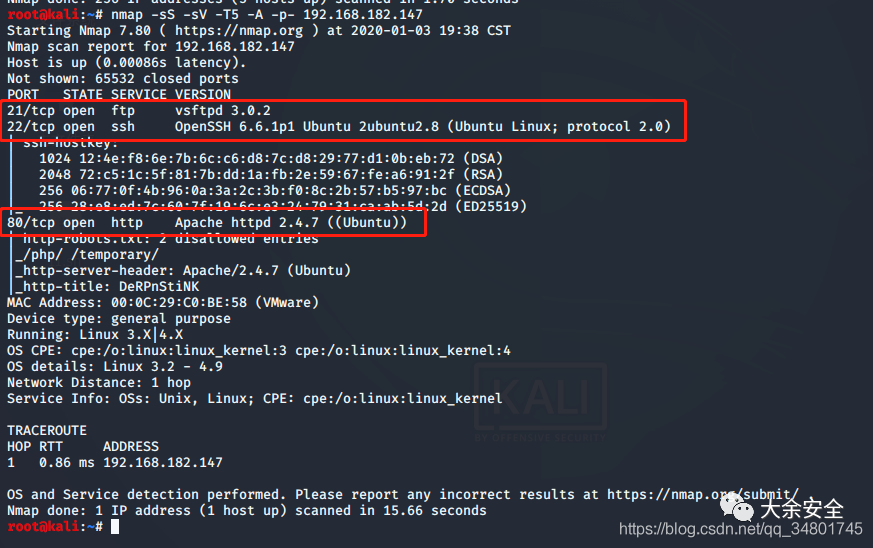 Nmap done: 256 IP addresses (5 hosts up) scanned in 1.70 seconds
root@kali:~# nmap -sS -sV -T5 -A -p- 192.168.182.147
Starting Nmap 7.80 ( https://nmap.org ) at 2020-01-03 19:38 CST
Nmap scan report for 192.168.182.147
Host is up (0.00086s latency).
Not shown: 65532 closed ports
PORT   STATE SERVICE VERSION
21/tcp open  ftp     vsftpd 3.0.2
22/tcp open  ssh     OpenSSH 6.6.1p1 Ubuntu 2ubuntu2.8 (Ubuntu Linux; protocol 2.0)
| ssh-hostkey:
|   1024 12:4e:f8:6e:7b:6c:c6:d8:7c:d8:29:77:d1:0b:eb:72 (DSA)
|   2048 72:c5:1c:5f:81:7b:dd:1a:fb:2e:59:67:fe:a6:91:2f (RSA)
|   256 06:77:0f:4b:96:0a:3a:2c:3b:f0:8c:2b:57:b5:97:bc (ECDSA)
|_  256 28:e8:ed:7c:60:7f:19:6c:e3:24:79:31:ca:ab:5d:2d (ED25519)
80/tcp open  http    Apache httpd 2.4.7 ((Ubuntu))
| http-robots.txt: 2 disallowed entries
|_/php/ /temporary/
|_http-server-header: Apache/2.4.7 (Ubuntu)
|_http-title: DeRPnStiNK
MAC Address: 00:0C:29:C0:BE:58 (VMware)
Device type: general purpose
Running: Linux 3.X|4.X
OS CPE: cpe:/o:linux:linux_kernel:3 cpe:/o:linux:linux_kernel:4
OS details: Linux 3.2 - 4.9
Network Distance: 1 hop
Service Info: OSs: Unix, Linux; CPE: cpe:/o:linux:linux_kernel
KALI
BY OFFENSIVE SECURITY
TRACEROUTE
HOP RTT     ADDRESS
1   0.86 ms 192.168.182.147
OS and Service detection performed. Please report any incorrect results at https://nmap.org/submit/
Nmap done: 1 IP address (1 host up) scanned in 15.66 seconds
root@kali:~#
大余安全
https://blog.csdn.net/qq_34801745